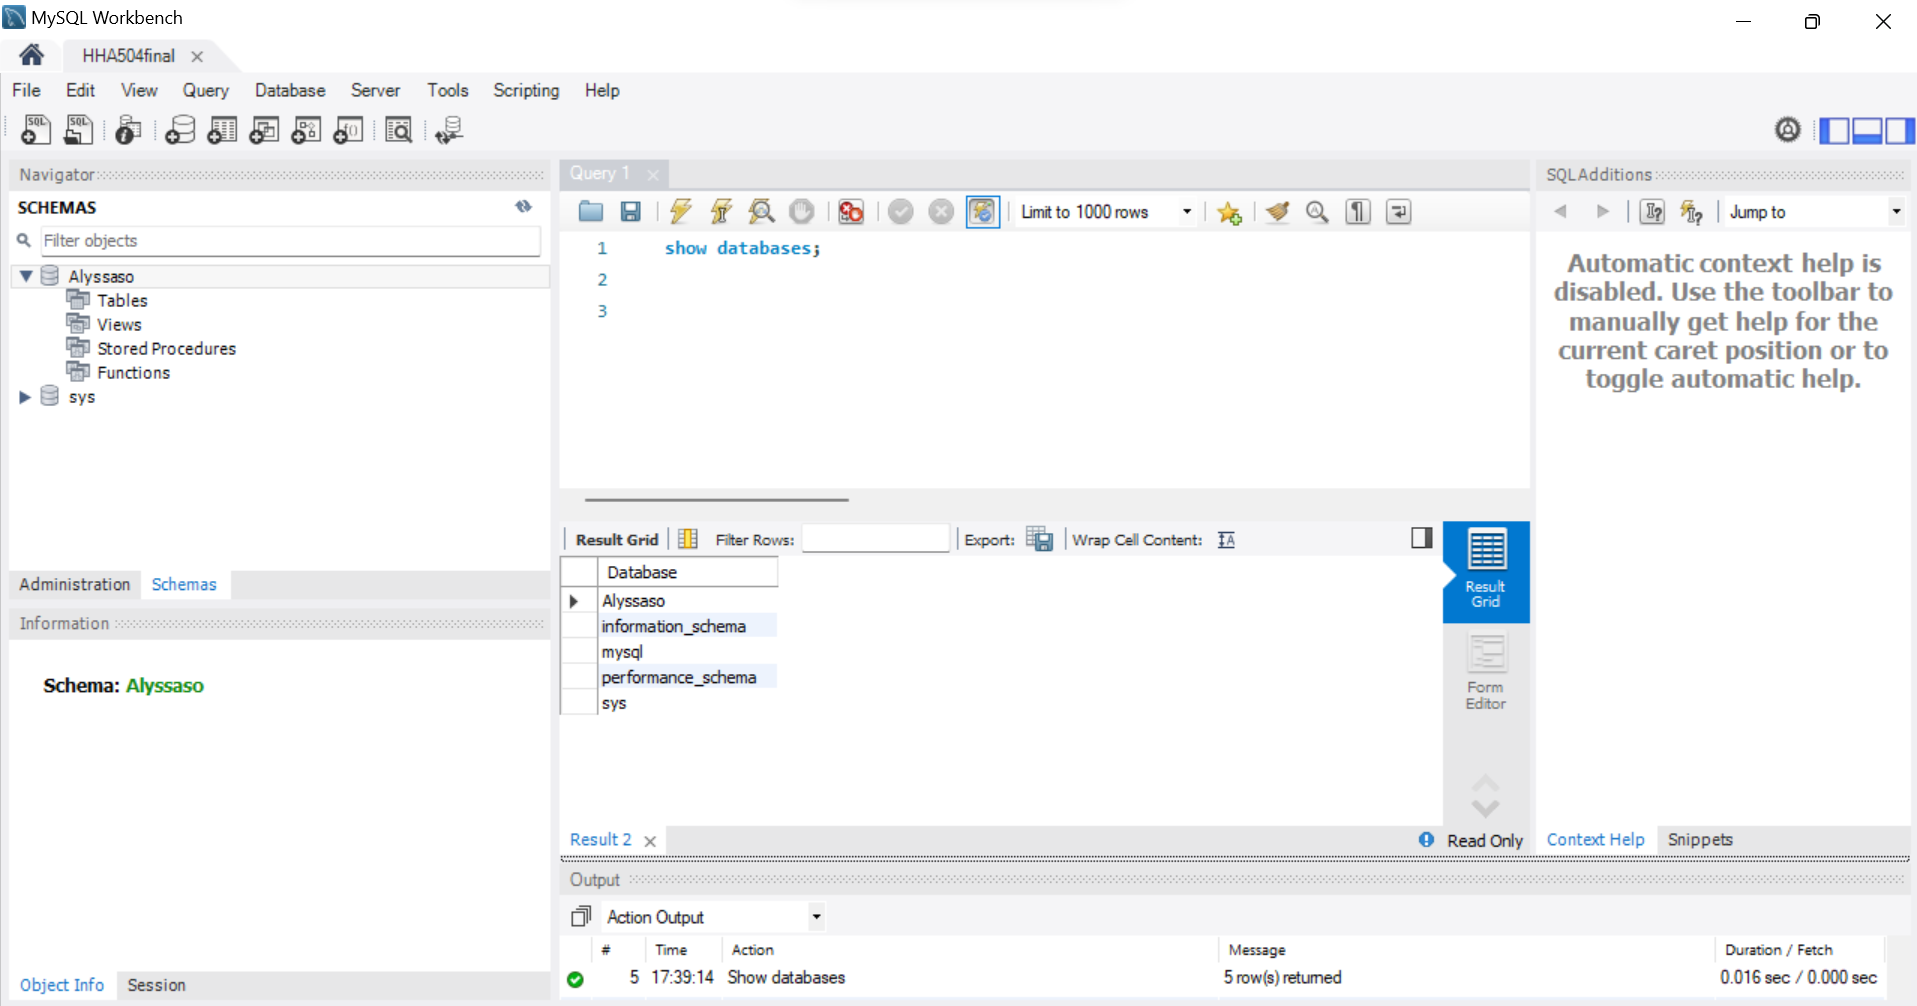 MySQL Workbench
HHA504final
File Edit View Query Database Server Tools Scripting Help
Navigator
SCHEMAS
Filter objects
Alyssaso
Tables
Views
Stored Procedures
Functions
sys
Administration Schemas
Information
Schema: Alyssaso
Object Info Session
Query 1
Limit to 1000 rows
1 show databases;
2
3
Result Grid Filter Rows: Export: Wrap Cell Content:
Database
Alyssaso
information_schema
mysql
performance_schema
sys
Result
Grid
Form
Editor
Result 2 Read Only
SQLAdditions
Jump to
Automatic context help is
disabled. Use the toolbar to
manually get help for the
current caret position or to
toggle automatic help.
Context Help Snippets
Output
Action Output
# Time Action Message Duration / Fetch
5 17:39:14 Show databases 5 row(s) returned 0.016 sec / 0.000 sec